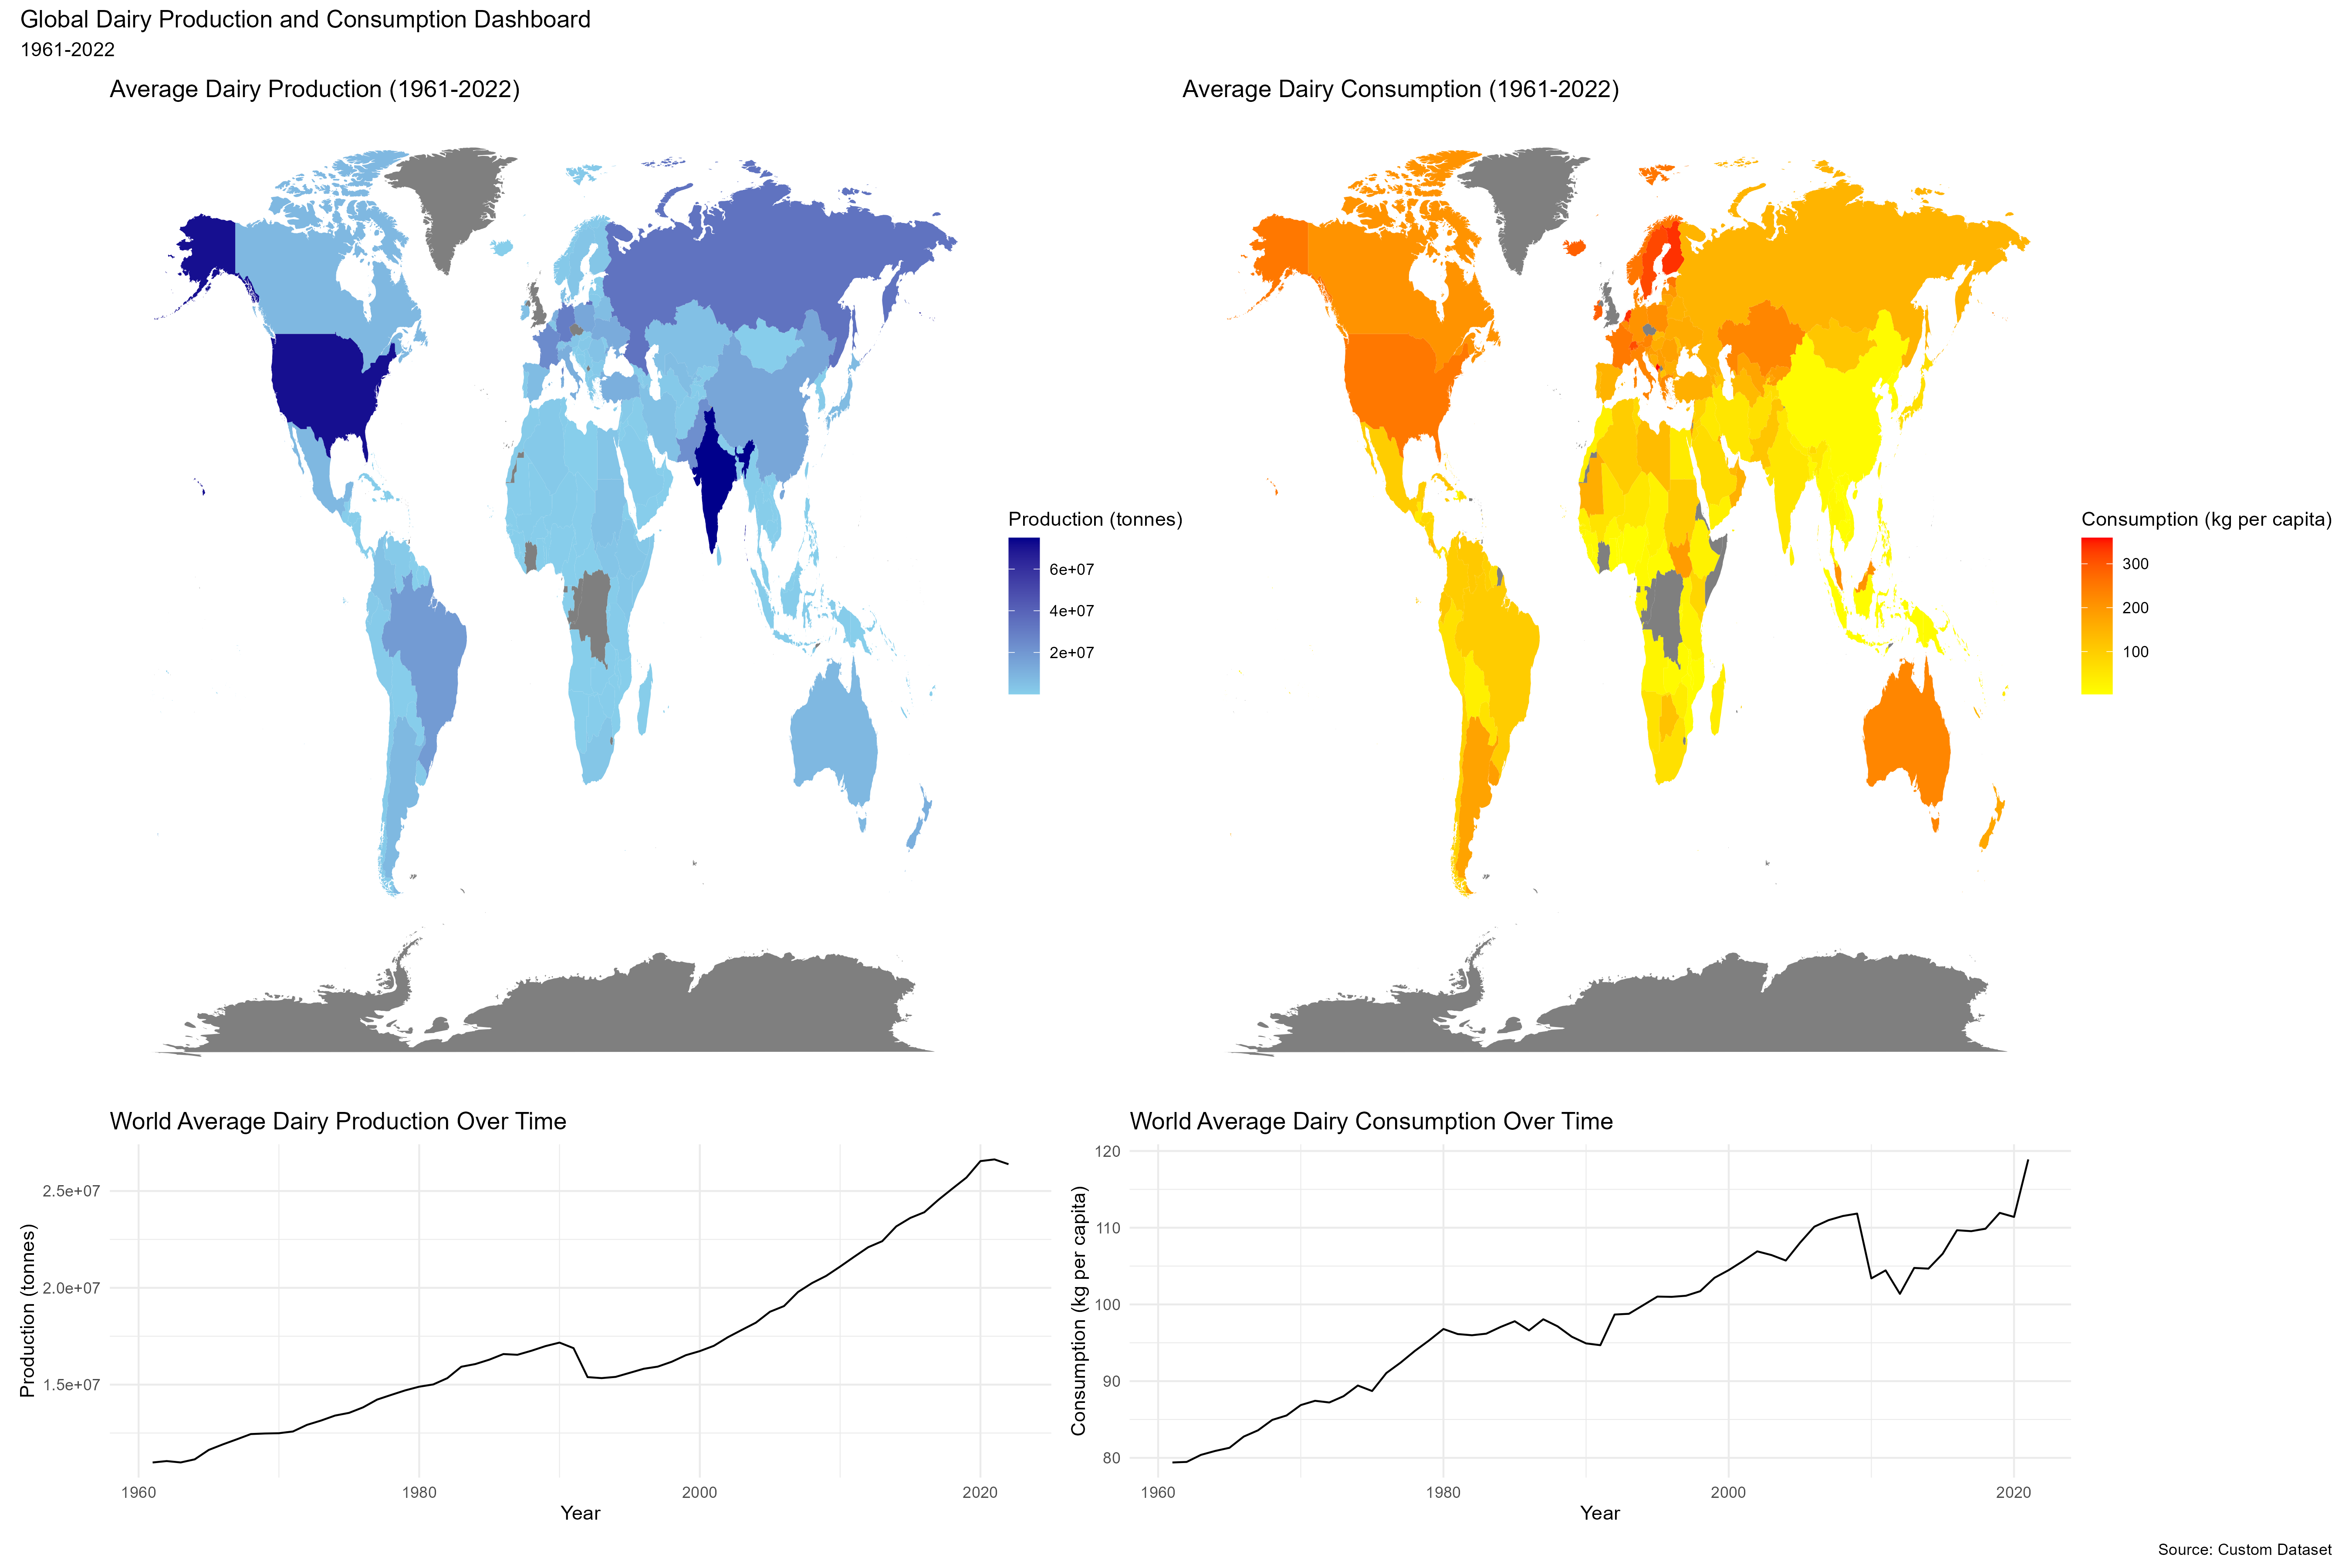 Global Dairy Production and Consumption Dashboard
1961-2022
Average Dairy Production (1961-2022)
Production (tonnes)
6e+07
4e+07
2e+07
Average Dairy Consumption (1961-2022)
Consumption (kg per capita)
300
200
100
World Average Dairy Production Over Time
Production (tonnes)
2.5e+07
2.0e+07
1.5e+07
1960
1980
2000
2020
Year
World Average Dairy Consumption Over Time
Consumption (kg per capita)
120
110
100
90
80
1960
1980
2000
2020
Year
Source: Custom Dataset